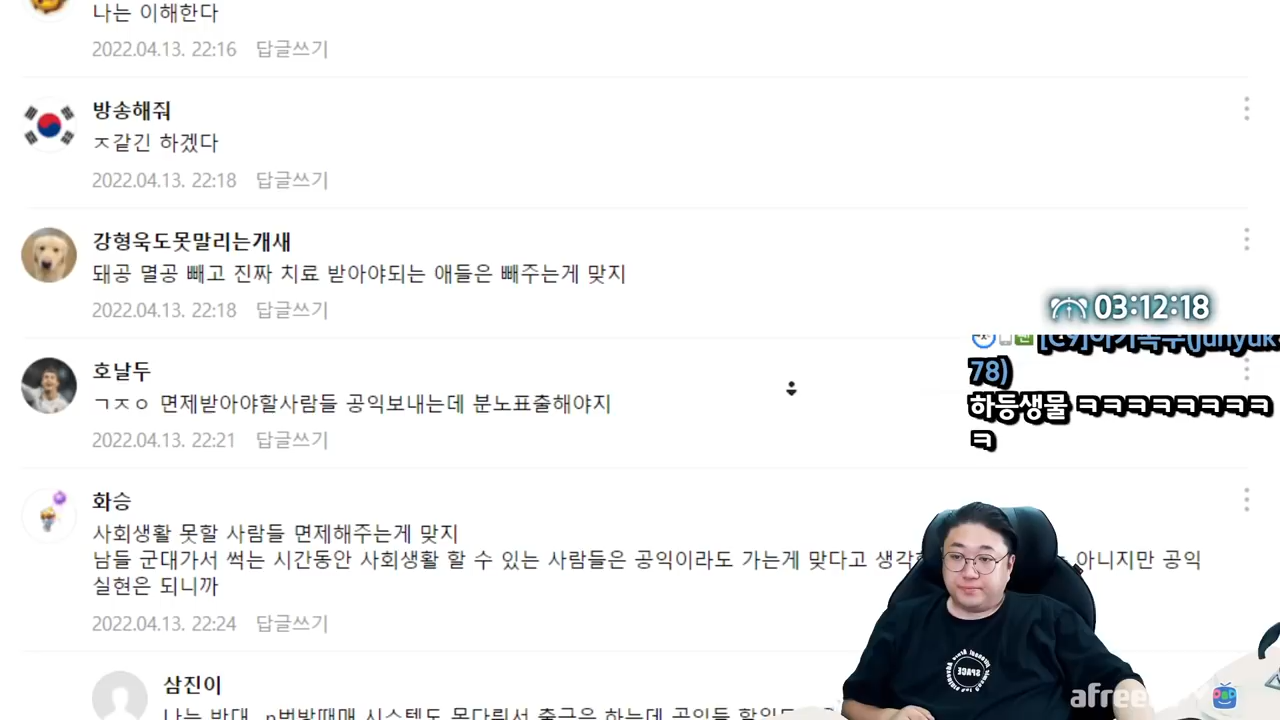 나는 이해한다
2022.04.13. 22:16 답글쓰기
방송해줘
ㅈ같긴 하겠다
2022.04.13. 22:18 답글쓰기
강형욱도못말리는개새
돼공 멸공 빼고 진짜 치료 받아야되는 애들은 빼주는게 맞지
2022.04.13. 22:18 답글쓰기
03:12:18
78)
하등생물 ㅋㅋㅋㅋㅋㅋㅋㅋ
ㅋ
호날두
ㄱㅈㅇ 면제받아야할사람들 공익보내는데 분노표출해야지
2022.04.13. 22:21 답글쓰기
화승
사회생활 못할 사람들 면제해주는게 맞지
남들 군대가서 썩는 시간동안 사회생활 할 수 있는 사람들은 공익이라도 가는게 맞다고 아니지만 공익
실현은 되니까
2022.04.13. 22:24 답글쓰기
삼진이
나는 반대
SPACE
afree